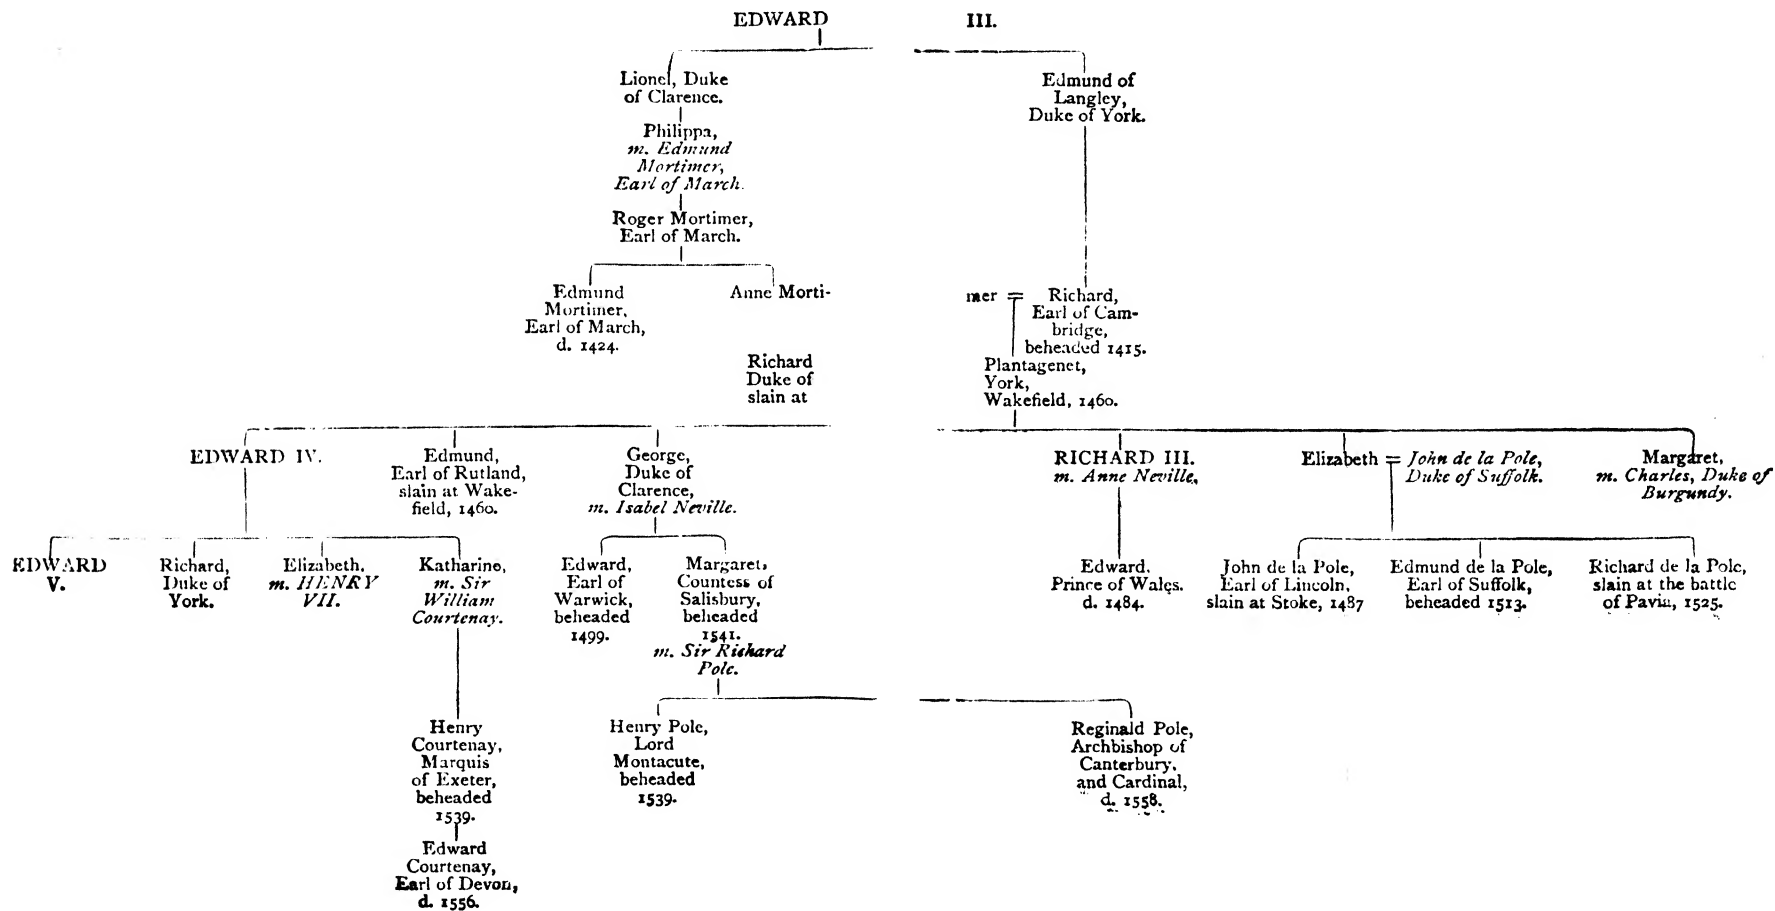 EDWARD III.
Lionel, Duke
of Clarence.
Edmund of
Langley,
Duke of York.
Philippa,
m. Edmund
Mortimer,
Earl of March.
Roger Mortimer,
Earl of March.
Edmund
Mortimer,
Earl of March,
d. 1424.
Anne Morti-
mer = Richard,
Earl of Cam-
bridge,
beheaded 1415.
Richard Plantagenet,
Duke of York,
slain at Wakefield, 1460.
EDWARD IV.
Edmund,
Earl of Rutland,
slain at Wake-
field, 1460.
George,
Duke of
Clarence,
m. Isabel Neville.
RICHARD III.
m. Anne Neville,
Elizabeth = John de la Pole,
Duke of Suffolk.
Margaret,
m. Charles, Duke of
Burgundy.
EDWARD
V.
Richard,
Duke of
York.
Elizabeth.
m. HENRY
VII.
Katharine,
m. Sir
William
Courtenay.
Edward,
Earl of
Warwick,
beheaded
1499.
Margaret,
Countess of
Salisbury,
beheaded
1541.
m. Sir Richard
Pole.
Edward.
Prince of Wales.
d. 1484.
John de la Pole,
Earl of Lincoln,
slain at Stoke, 1487
Edmund de la Pole,
Earl of Suffolk,
beheaded 1513.
Richard de la Pole,
slain at the battle
of Pavia, 1525.
Henry
Courtenay,
Marquis
of Exeter,
beheaded
1539.
Henry Pole,
Lord
Montacute,
beheaded
1539.
Reginald Pole,
Archbishop of
Canterbury,
and Cardinal,
d. 1558.
Edward
Courtenay,
Earl of Devon,
d. 1556.